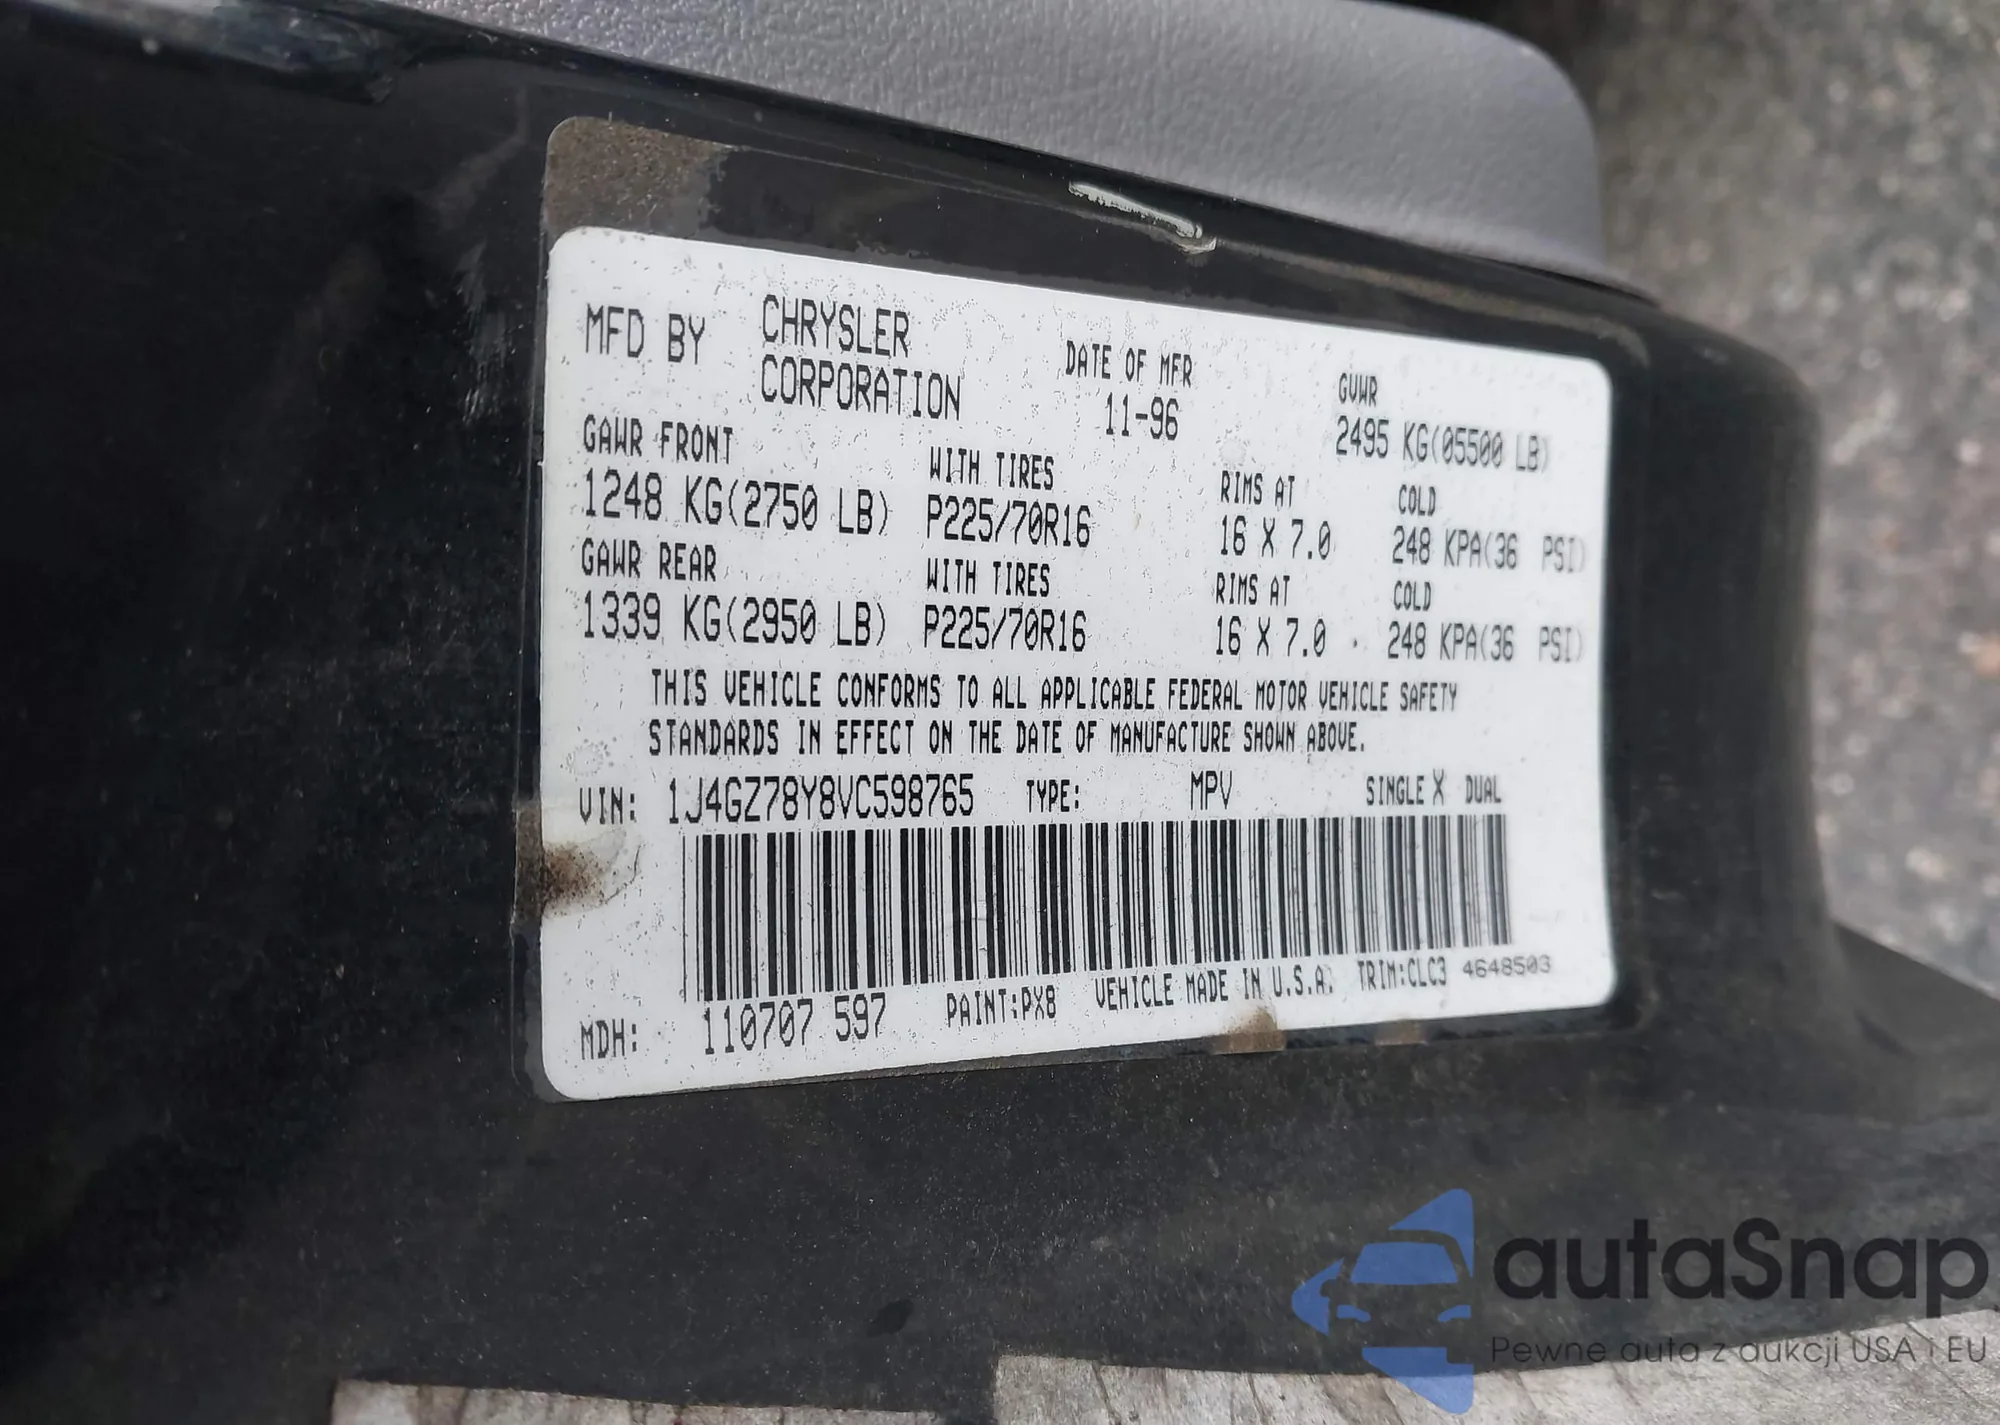 MFD BY CHRYSLER CORPORATION DATE OF MFR 11-96 GVWR 2495 KG(05500 LB)
GAWR FRONT WITH TIRES RIMS AT COLD
1248 KG(2750 LB) P225/70R16 16 X 7.0 248 KPA(36 PSI)
GAWR REAR WITH TIRES RIMS AT COLD
1339 KG(2950 LB) P225/70R16 16 X 7.0 248 KPA(36 PSI)
THIS VEHICLE CONFORMS TO ALL APPLICABLE FEDERAL MOTOR VEHICLE SAFETY
STANDARDS IN EFFECT ON THE DATE OF MANUFACTURE SHOWN ABOVE.
VIN: 1J4GZ78Y8VC598765 TYPE: MPV SINGLE X DUAL
MDH: 110707 597 PAINT:PX8 VEHICLE MADE IN U.S.A. TRIM:CLC3 4648503
autaSnap
Pewne auta z aukcji USA i EU